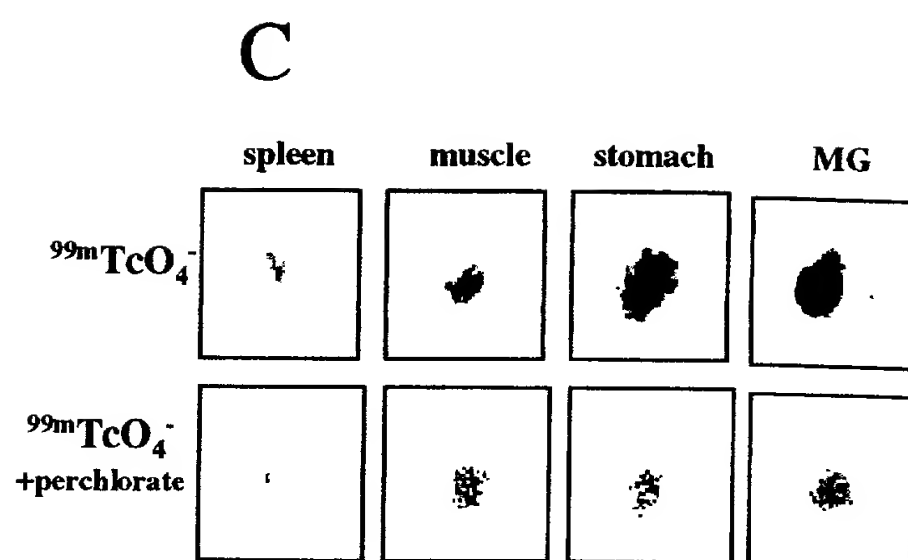 C
spleen muscle stomach MG
⁹⁹ᵐTcO₄⁻
⁹⁹ᵐTcO₄⁻
+perchlorate